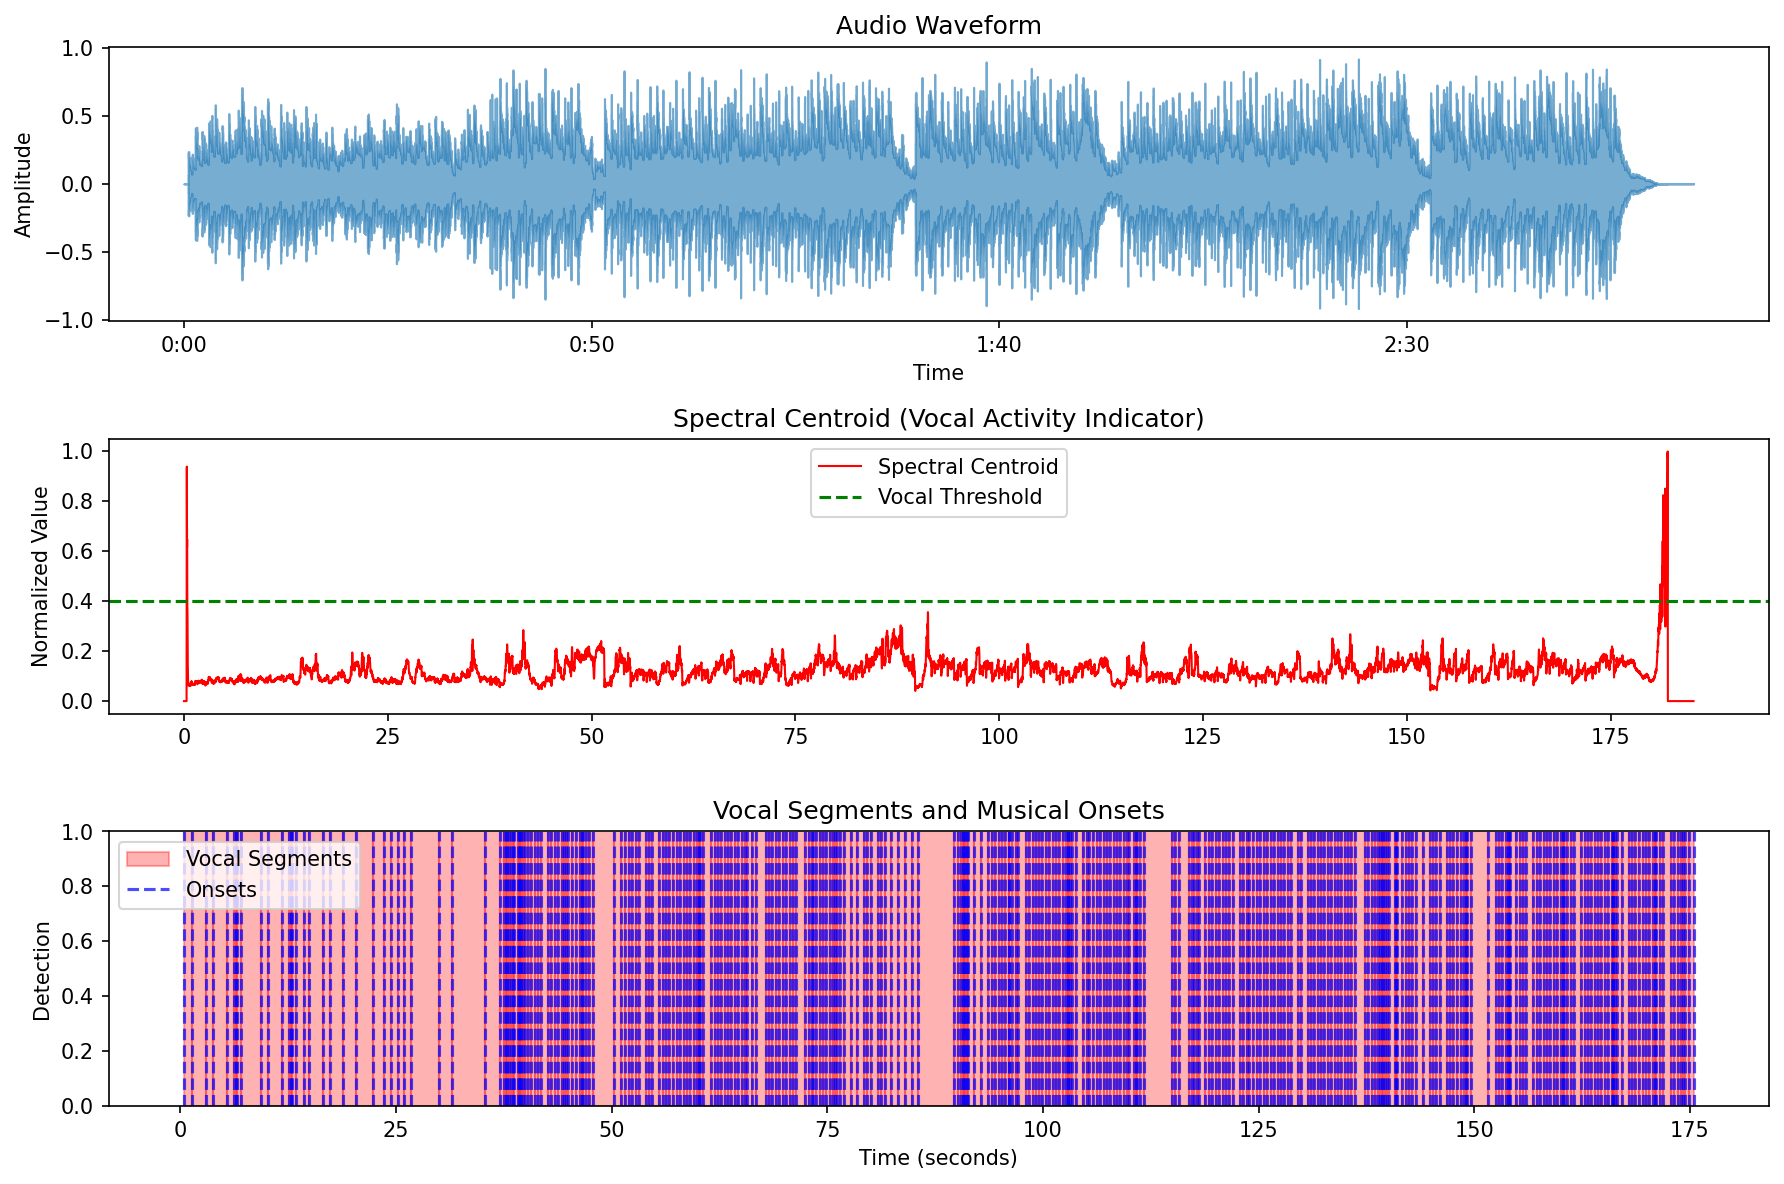 Audio Waveform
1.0
0.5
0.0
−0.5
−1.0
Amplitude
0:00 0:50 1:40 2:30
Time
Spectral Centroid (Vocal Activity Indicator)
1.0
0.8
0.6
0.4
0.2
0.0
Normalized Value
Spectral Centroid
Vocal Threshold
0 25 50 75 100 125 150 175
Vocal Segments and Musical Onsets
1.0
0.8
0.6
0.4
0.2
0.0
Detection
Vocal Segments
Onsets
0 25 50 75 100 125 150 175
Time (seconds)